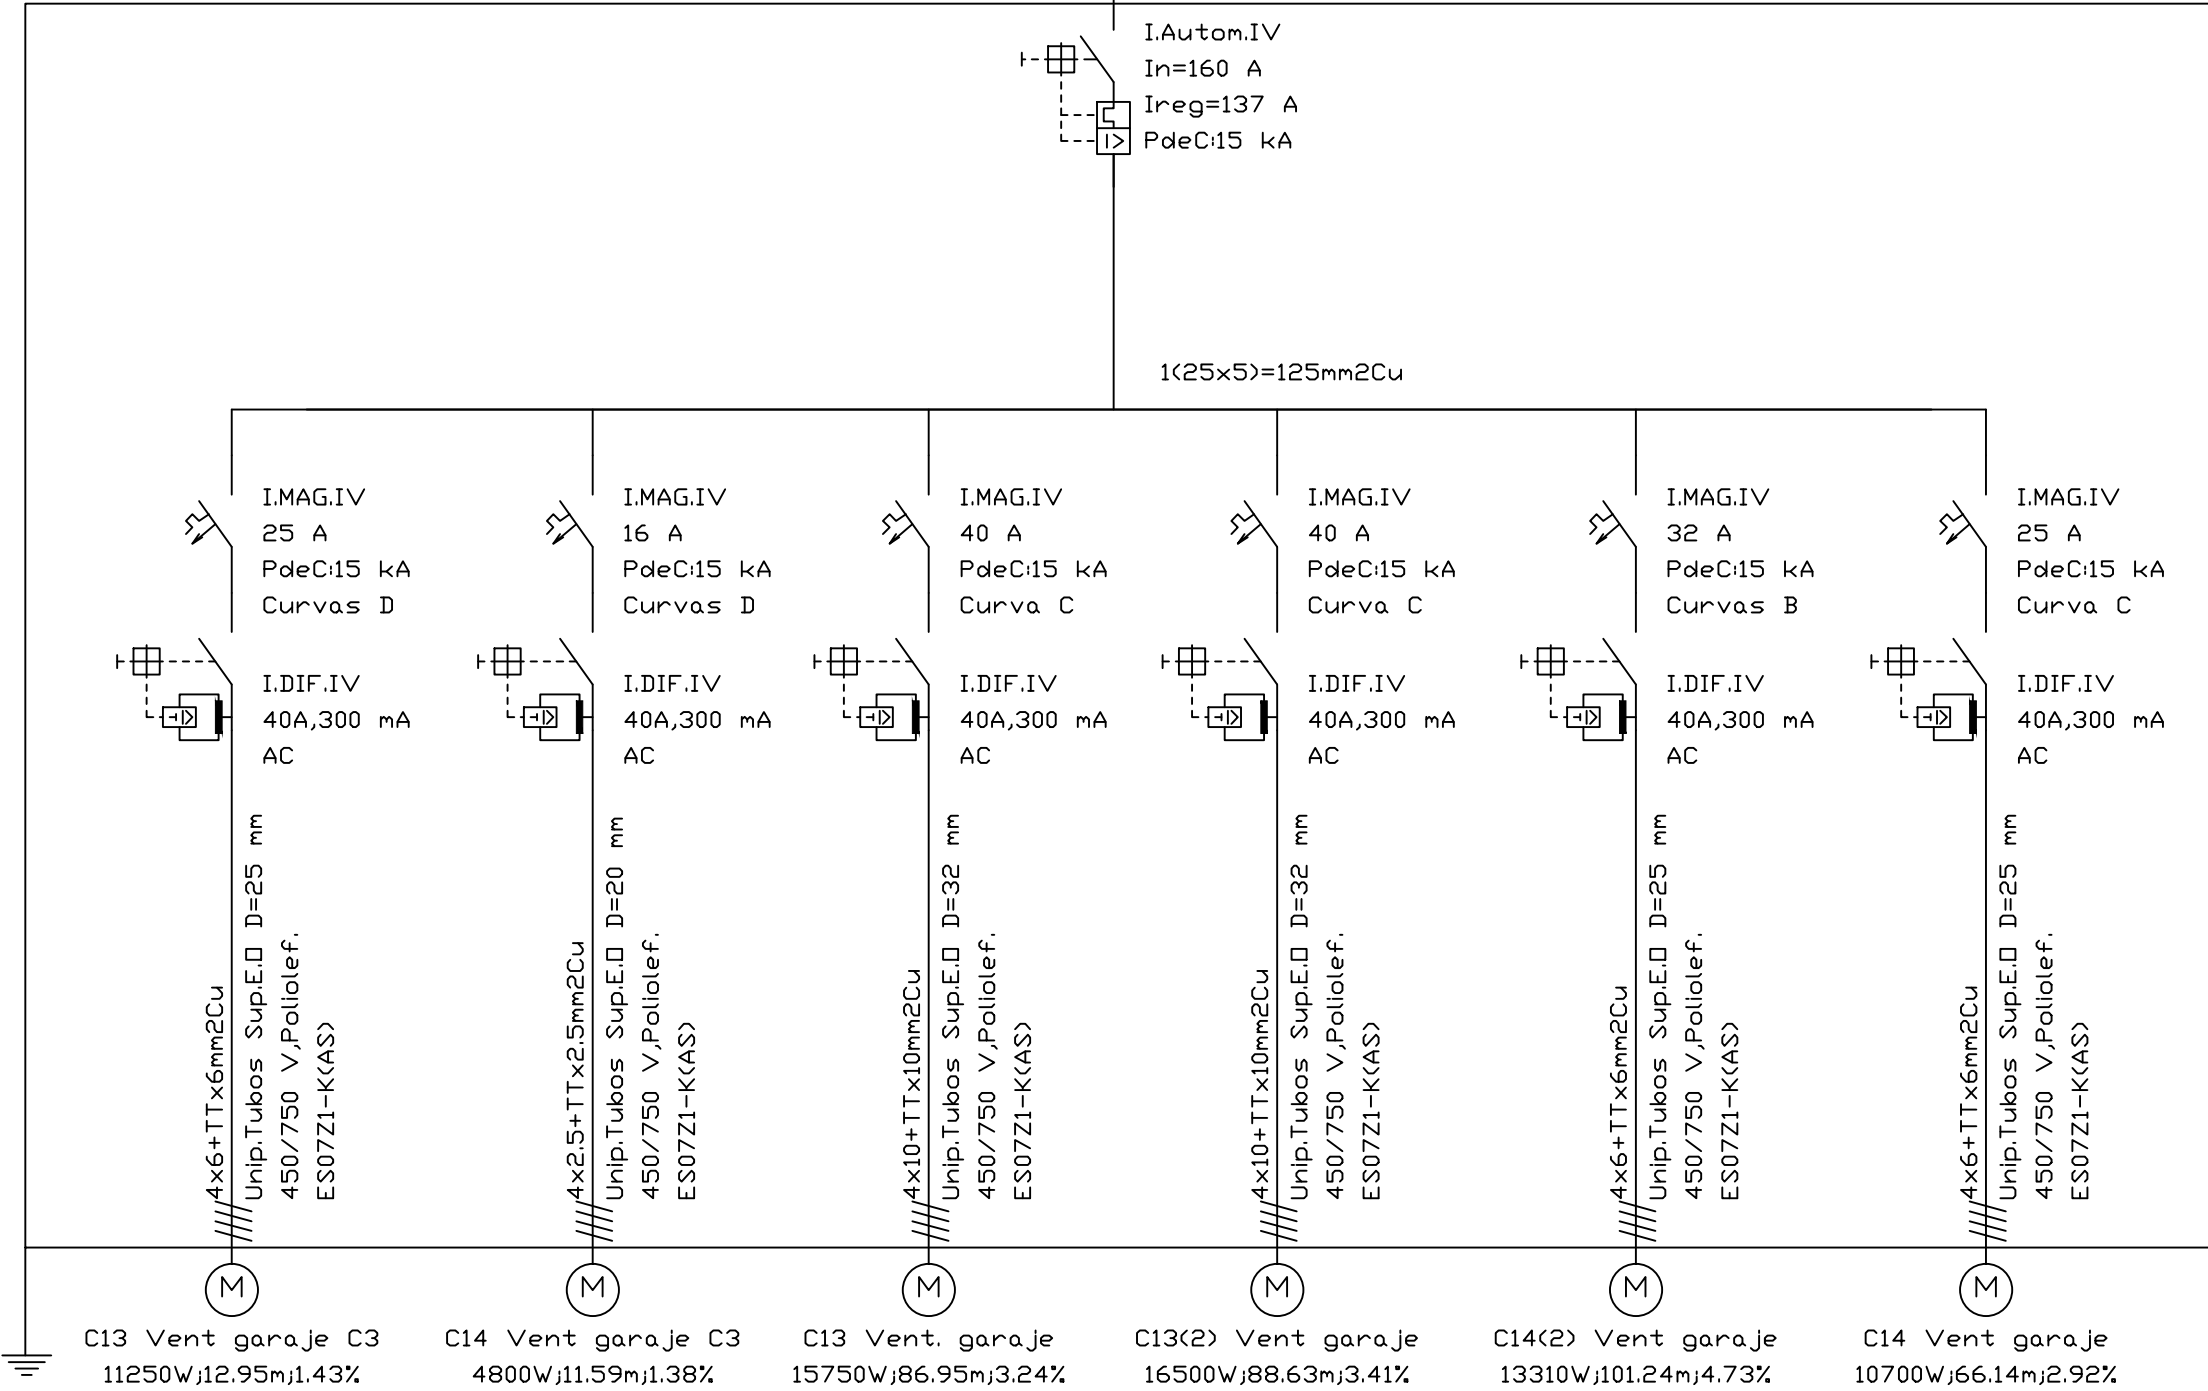 I.Autom.IV
In=160 A
Ireg=137 A
PdeC:15 kA
1(25x5)=125mm2Cu
I.MAG.IV
25 A
PdeC:15 kA
Curvas D
I.DIF.IV
40A,300 mA
AC
4x6+TTx6mm2Cu
Unip.Tubos Sup.E.O D=25 mm
450/750 V,Poliolef.
ES07Z1-K(AS)
M
C13 Vent garaje C3
11250W;12.95m;1.43%
I.MAG.IV
16 A
PdeC:15 kA
Curvas D
I.DIF.IV
40A,300 mA
AC
4x2.5+TTx2.5mm2Cu
Unip.Tubos Sup.E.O D=20 mm
450/750 V,Poliolef.
ES07Z1-K(AS)
M
C14 Vent garaje C3
4800W;11.59m;1.38%
I.MAG.IV
40 A
PdeC:15 kA
Curva C
I.DIF.IV
40A,300 mA
AC
4x10+TTx10mm2Cu
Unip.Tubos Sup.E.O D=32 mm
450/750 V,Poliolef.
ES07Z1-K(AS)
M
C13 Vent. garaje
15750W;86.95m;3.24%
I.MAG.IV
40 A
PdeC:15 kA
Curva C
I.DIF.IV
40A,300 mA
AC
4x10+TTx10mm2Cu
Unip.Tubos Sup.E.O D=32 mm
450/750 V,Poliolef.
ES07Z1-K(AS)
M
C13(2) Vent garaje
16500W;88.63m;3.41%
I.MAG.IV
32 A
PdeC:15 kA
Curvas B
I.DIF.IV
40A,300 mA
AC
4x6+TTx6mm2Cu
Unip.Tubos Sup.E.O D=25 mm
450/750 V,Poliolef.
ES07Z1-K(AS)
M
C14(2) Vent garaje
13310W;101.24m;4.73%
I.MAG.IV
25 A
PdeC:15 kA
Curva C
I.DIF.IV
40A,300 mA
AC
4x6+TTx6mm2Cu
Unip.Tubos Sup.E.O D=25 mm
450/750 V,Poliolef.
ES07Z1-K(AS)
M
C14 Vent garaje
10700W;66.14m;2.92%